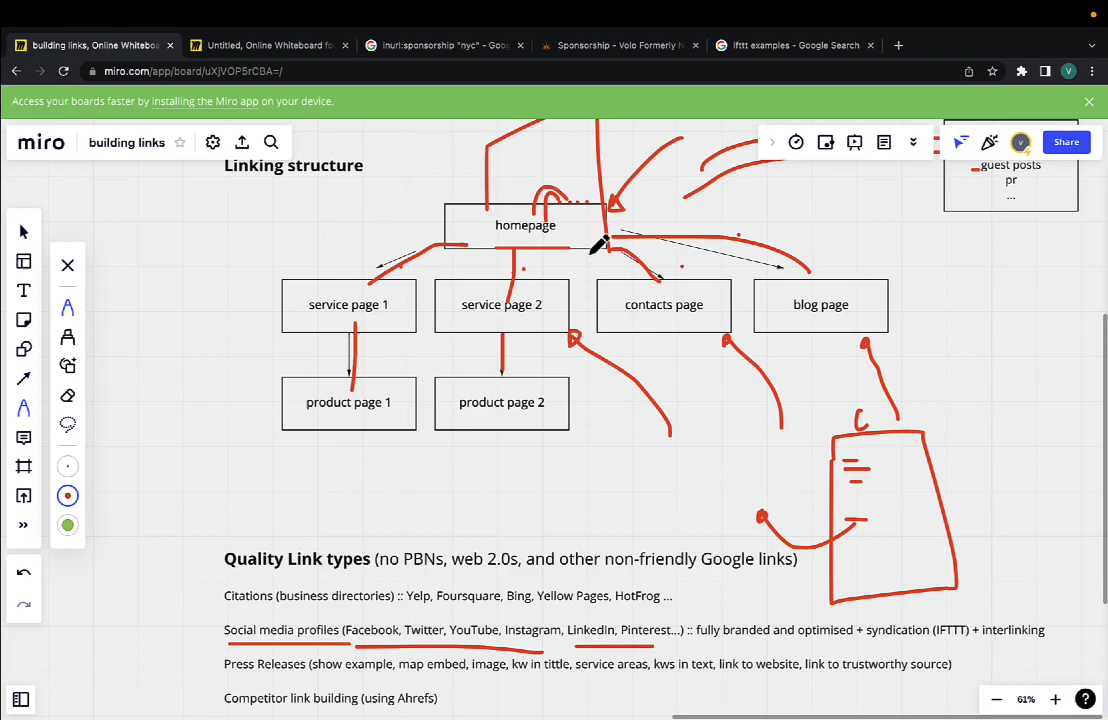 building links, Online Whiteboa
Untitled, Online Whiteboard for
inurl:sponsorship "nyc" - Goog
Sponsorship - Volo Formerly N
ifttt examples - Google Search
miro.com/app/board/uXjVOP5rCBA=/
V
Access your boards faster by installing the Miro app on your device.
miro
building links
V
Share
Linking structure
guest posts
pr
...
homepage
service page 1
service page 2
contacts page
blog page
product page 1
product page 2
C
Quality Link types (no PBNs, web 2.0s, and other non-friendly Google links)
Citations (business directories) :: Yelp, Foursquare, Bing, Yellow Pages, HotFrog ...
Social media profiles (Facebook, Twitter, YouTube, Instagram, LinkedIn, Pinterest...) :: fully branded and optimised + syndication (IFTTT) + interlinking
Press Releases (show example, map embed, image, kw in tittle, service areas, kws in text, link to website, link to trustworthy source)
Competitor link building (using Ahrefs)
61%
?